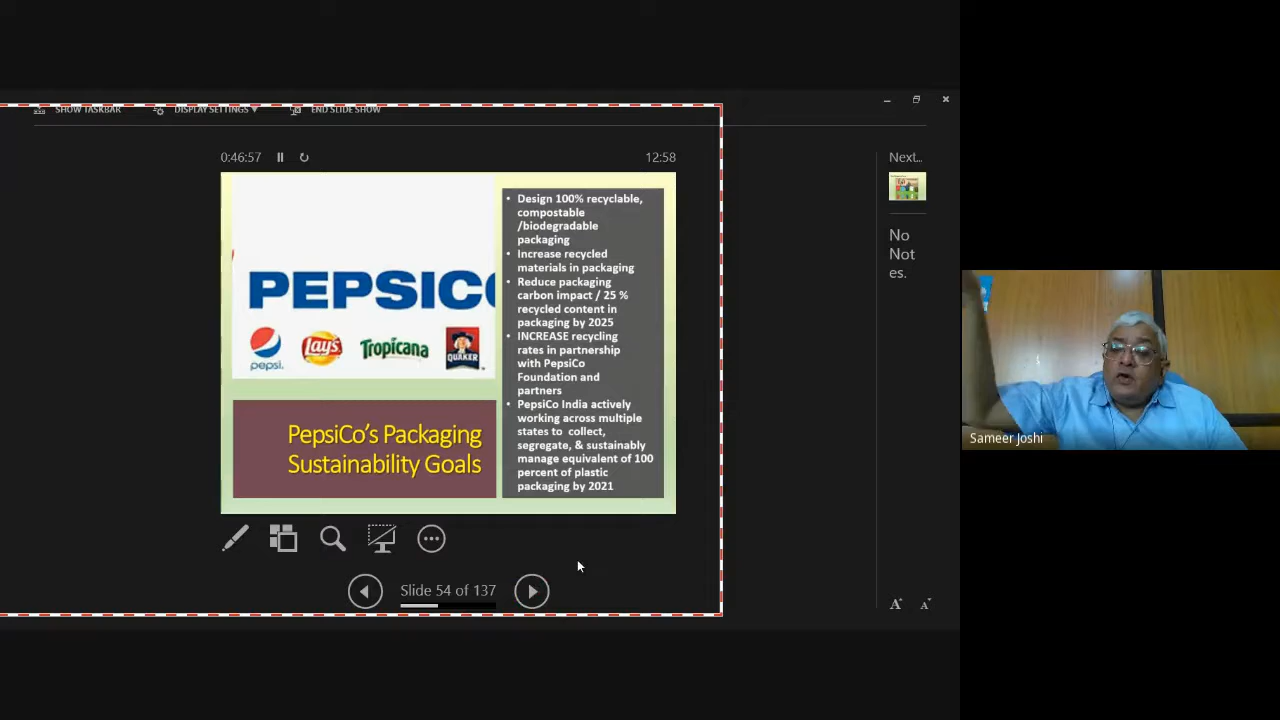 SHOW TASKBAR
DISPLAY SETTINGS
END SLIDE SHOW
0:46:57
12:58
Next...
PEPSIC
pepsi.
Lay's
Tropicana
QUAKER
PepsiCo's Packaging
Sustainability Goals
• Design 100% recyclable,
compostable
/biodegradable
packaging
• Increase recycled
materials in packaging
• Reduce packaging
carbon impact / 25 %
recycled content in
packaging by 2025
• INCREASE recycling
rates in partnership
with PepsiCo
Foundation and
partners
• PepsiCo India actively
working across multiple
states to collect,
segregate, & sustainably
manage equivalent of 100
percent of plastic
packaging by 2021
No
Not
es.
Slide 54 of 137
A
A
Sameer Joshi